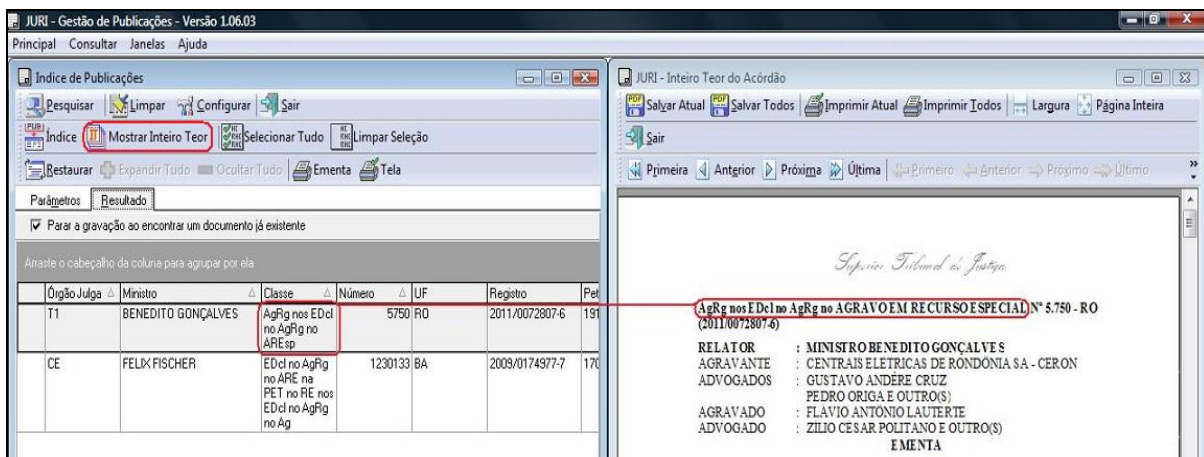 JURI - Gestão de Publicações - Versão 1.06.03
Principal Consultar Janelas Ajuda
Indice de Publicações
Pesquisar Limpar Configurar Sair
Índice Mostrar Inteiro Teor Selecionar Tudo Limpar Seleção
Restaurar Expandir Tudo Ocultar Tudo Ementa Tela
Parâmetros Resultado
Parar a gravação ao encontrar um documento já existente
Arraste o cabeçalho da coluna para agrupar por ela
Órgão Julga Ministro Classe Número UF Registro Pet
T1 BENEDITO GONÇALVES AgRg nos EDcl 5750 RO 2011/0072807-6 191
no AgRg no
AREsp
CE FELIX FISCHER EDcl no AgRg 1230133 BA 2009/0174977-7 170
no ARE na
PET no RE nos
EDcl no AgRg
no Ag
JURI - Inteiro Teor do Acórdão
Salvar Atual Salvar Todos Imprimir Atual Imprimir Todos Largura Página Inteira
Sair
Primeira Anterior Próxima Última Primeiro Anterior Próximo Último
Superior Tribunal de Justiça
AgRg nos EDcl no AgRg no AGRAVO EM RECURSO ESPECIAL Nº 5.750 - RO
(2011/0072807-6)
RELATOR : MINISTRO BENEDITO GONÇALVES
AGRAVANTE : CENTRAIS ELETRICAS DE RONDÔNIA SA - CERON
ADVOGADOS : GUSTAVO ANDÈRE CRUZ
PEDRO ORIGA E OUTRO(S)
AGRAVADO : FLAVIO ANTÔNIO LAUTERTE
ADVOGADO : ZILIO CESAR POLITANO E OUTRO(S)
EMENTA